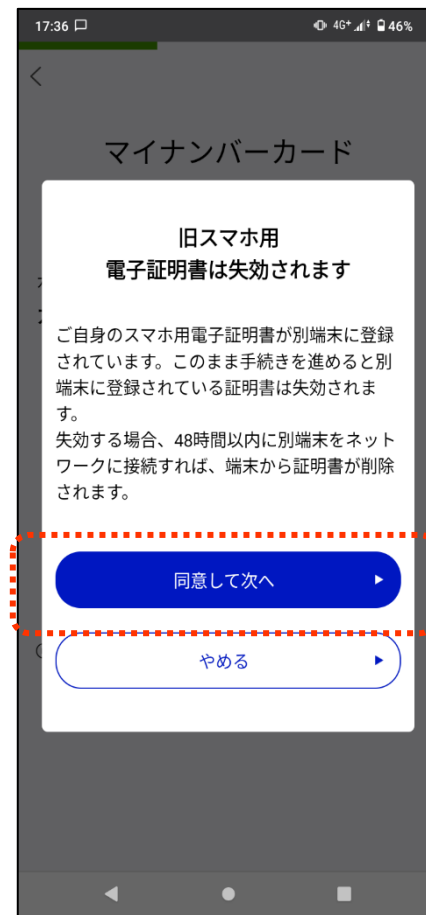 17:36 4G+ 46%
マイナンバーカード
旧スマホ用
電子証明書は失効されます
ご自身のスマホ用電子証明書が別端末に登録
されています。このまま手続きを進めると別
端末に登録されている証明書は失効されま
す。
失効する場合、48時間以内に別端末をネット
ワークに接続すれば、端末から証明書が削除
されます。
同意して次へ
やめる